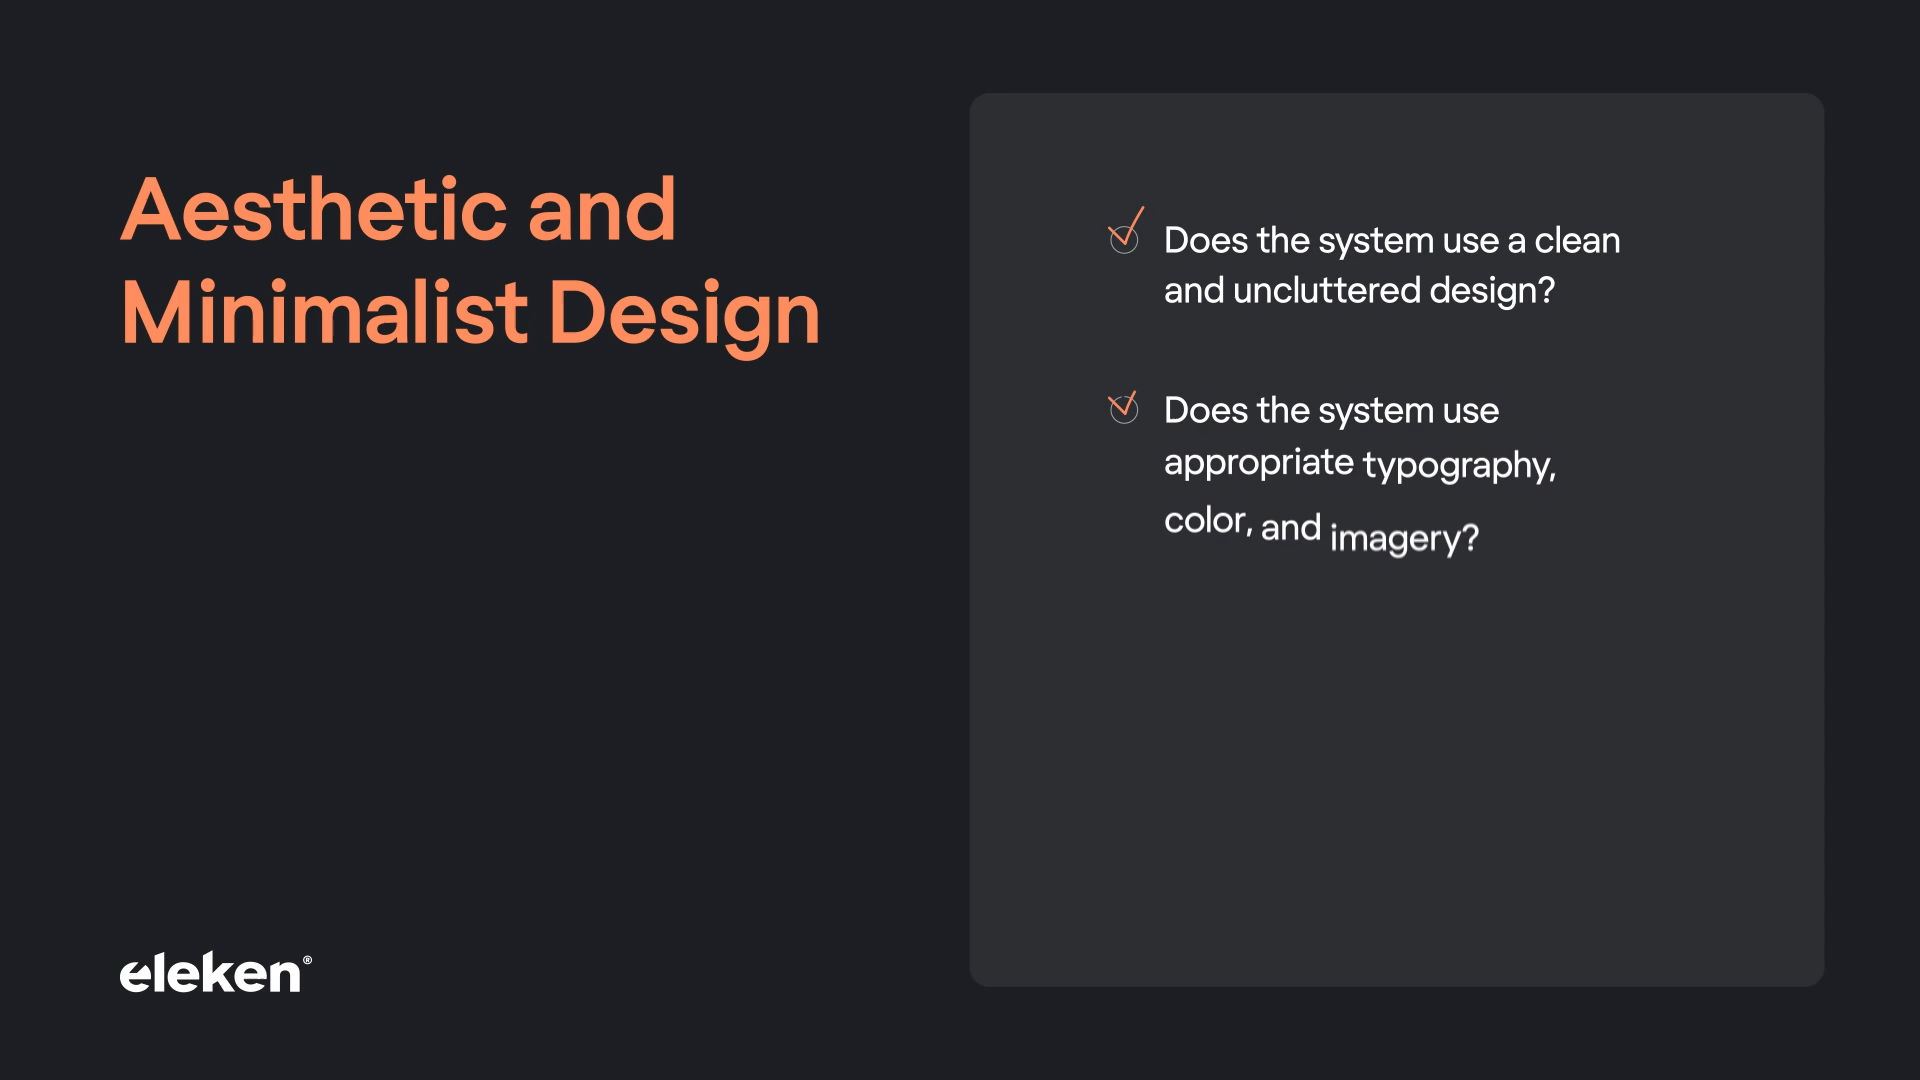 Aesthetic and
Minimalist Design
Does the system use a clean
and uncluttered design?
Does the system use
appropriate typography,
color, and imagery?
eleken®